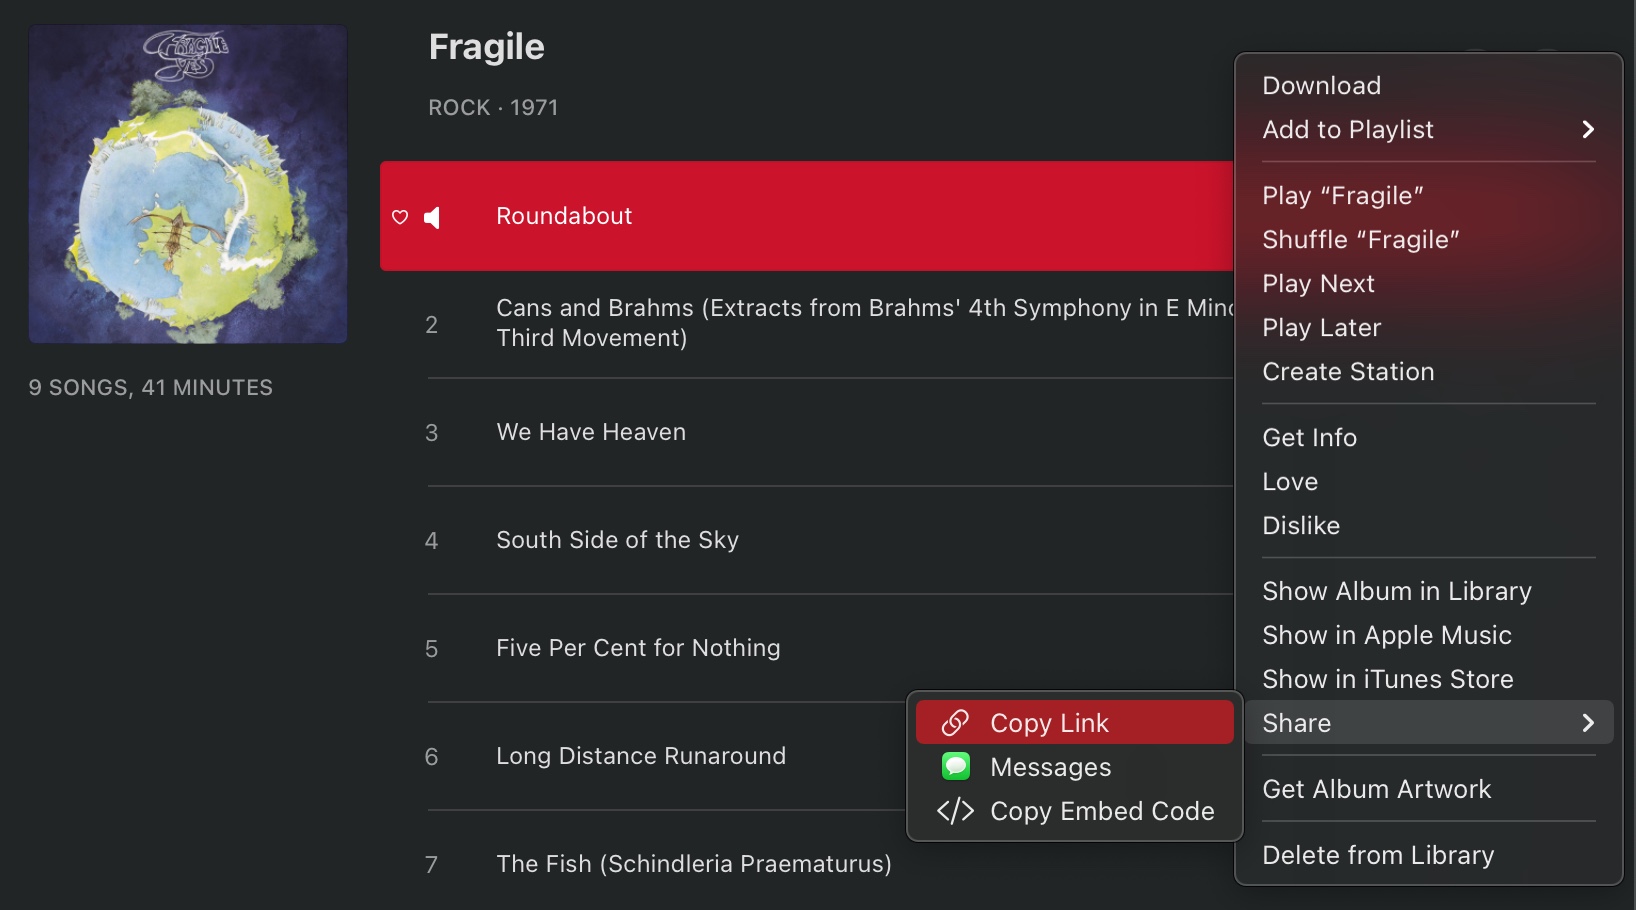 FRAGILE
YES
Fragile
ROCK · 1971
Roundabout
2
Cans and Brahms (Extracts from Brahms' 4th Symphony in E
Third Movement)
9 SONGS, 41 MINUTES
3
We Have Heaven
4
South Side of the Sky
5
Five Per Cent for Nothing
6
Long Distance Runaround
7
The Fish (Schindleria Praematurus)
Download
Add to Playlist
Play “Fragile”
Shuffle “Fragile”
Play Next
Play Later
Create Station
Get Info
Love
Dislike
Show Album in Library
Show in Apple Music
Show in iTunes Store
Share
Copy Link
Messages
</> Copy Embed Code
Get Album Artwork
Delete from Library